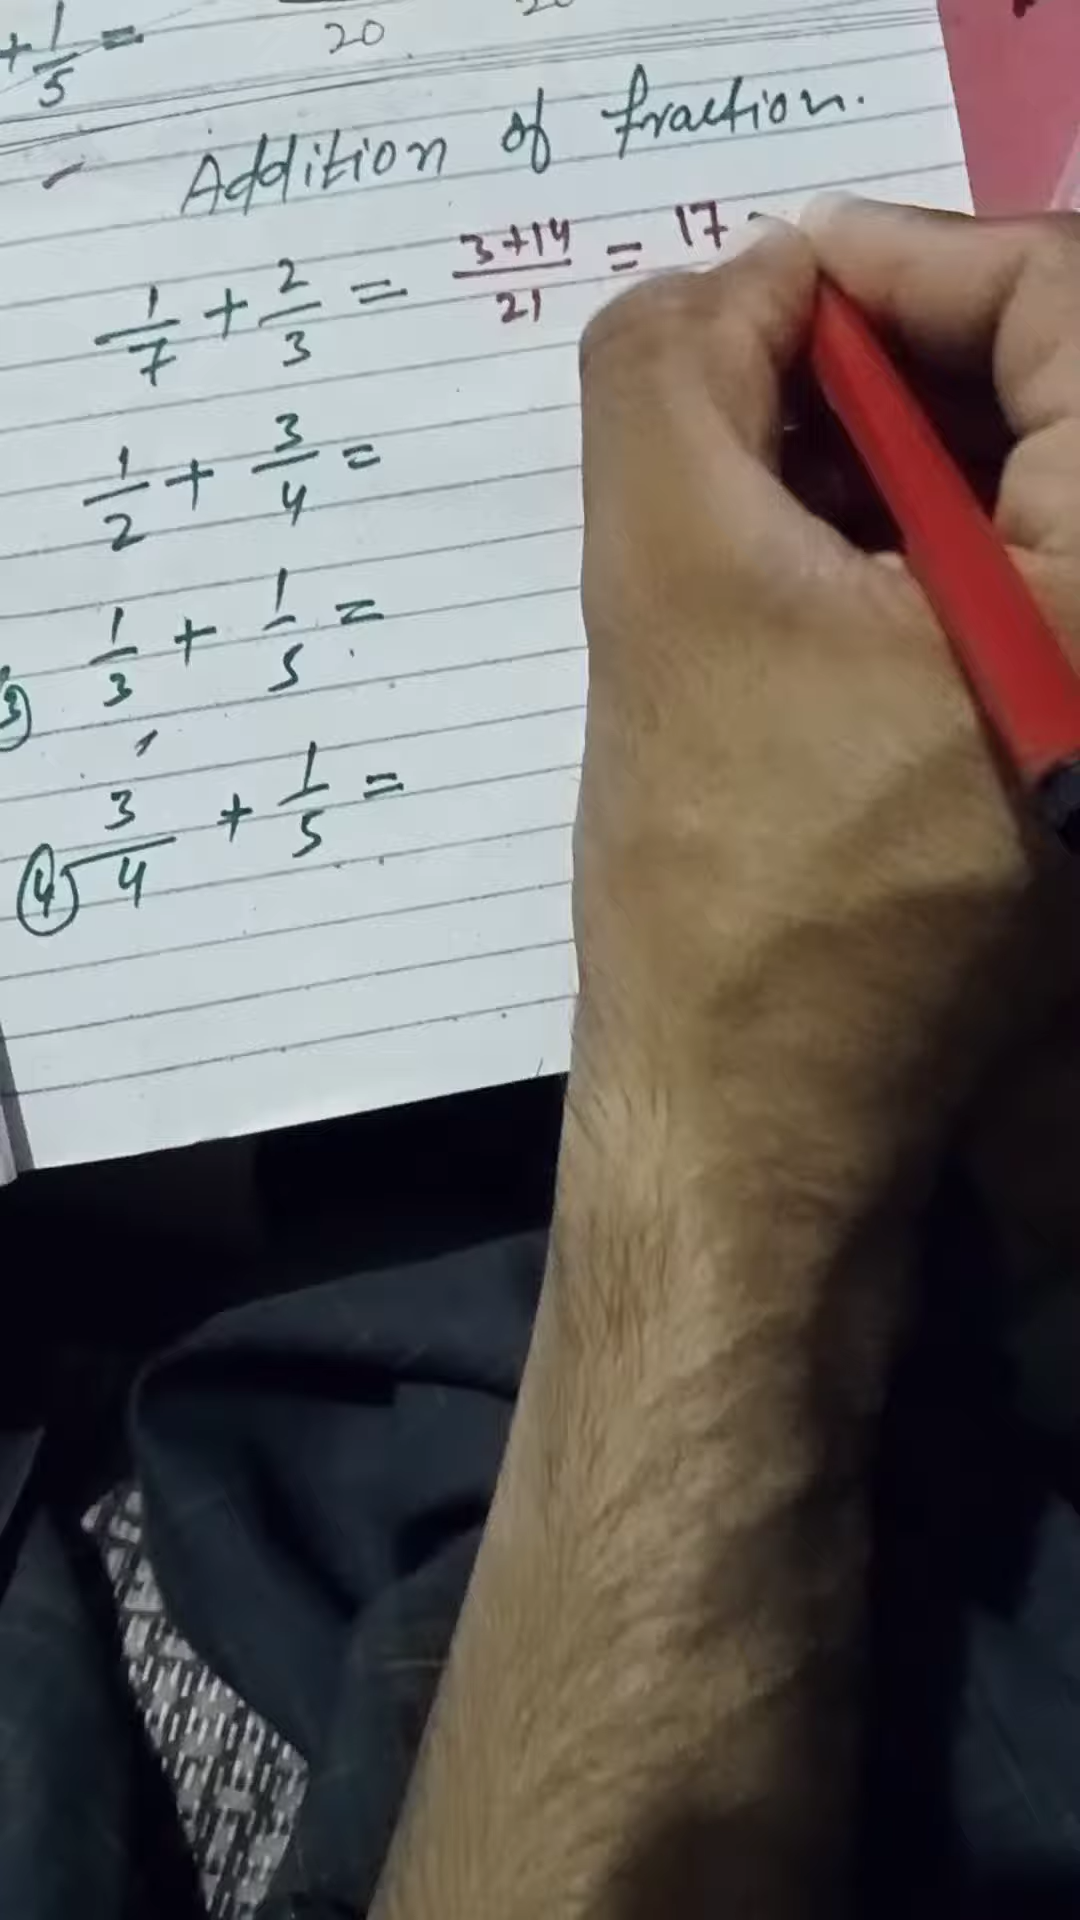 + 1/5 = 20 20
Addition of fraction.
1/7 + 2/3 = 3+14/21 = 17
1/2 + 3/4 =
3) 1/3 + 1/5 =
4) 3/4 + 1/5 =